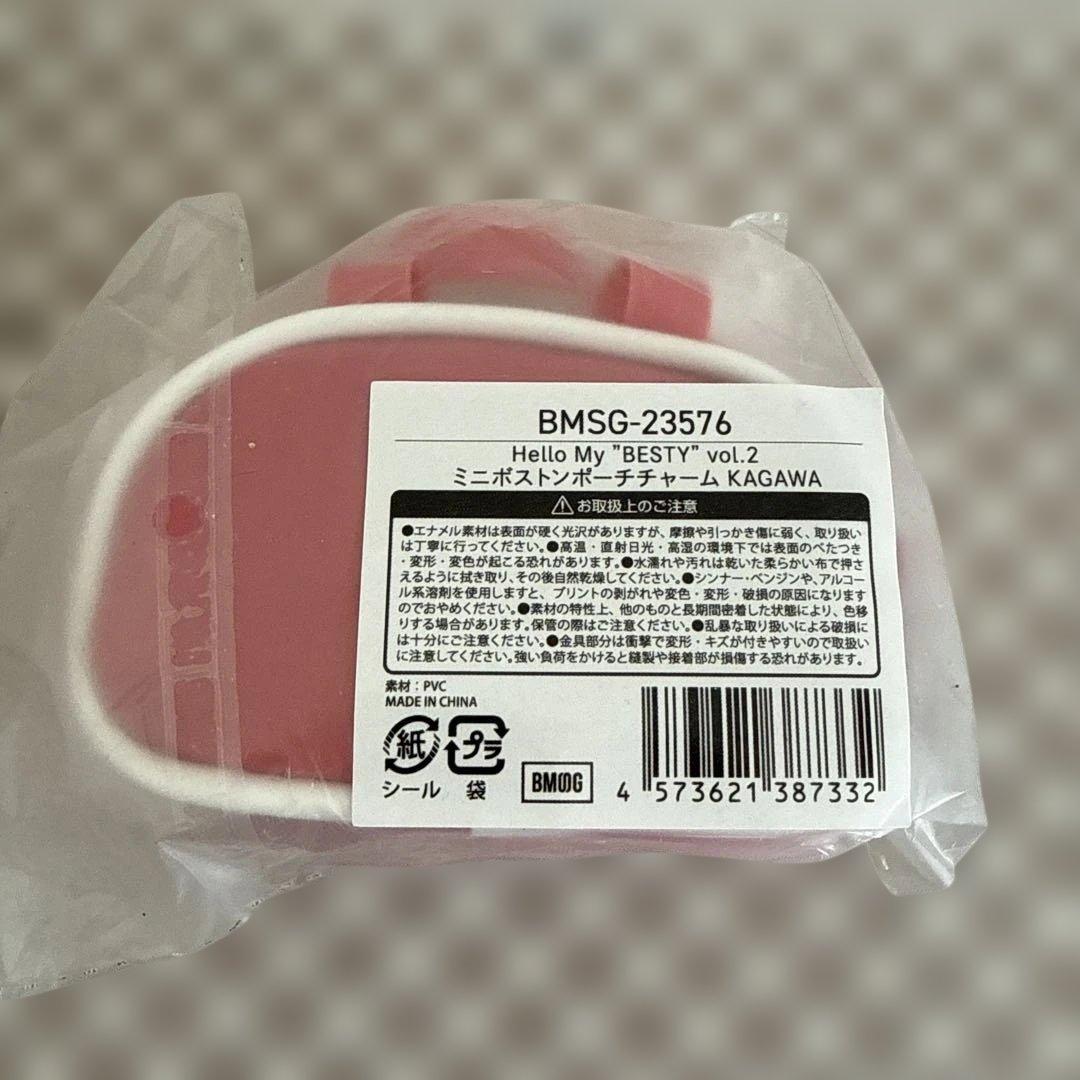 BMSG-23576
Hello My "BESTY" vol.2
ミニボストンポーチチャーム KAGAWA
お取扱上のご注意
●エナメル素材は表面が硬く光沢がありますが、摩擦や引っかき傷に弱く、取り扱い
は丁寧に行ってください。●高温・直射日光・高湿の環境下では表面のべたつき
・変形・変色が起こる恐れがあります。●水濡れや汚れは乾いた柔らかい布で押さ
えるように拭き取り、その後自然乾燥してください。●シンナー・ベンジンや、アルコー
ル系溶剤を使用しますと、プリントの剥がれや変色・変形・破損の原因になります
のでおやめください。●素材の特性上、他のものと長期間密着した状態により、色移
りする場合があります。保管の際はご注意ください。●乱暴な取り扱いによる破損に
は十分にご注意ください。●金具部分は衝撃で変形・キズが付きやすいので取扱い
に注意してください。強い負荷をかけると縫製や接着部が損傷する恐れがあります。
素材：PVC
MADE IN CHINA
紙 プラ
シール 袋
BMSG
4 573621 387332